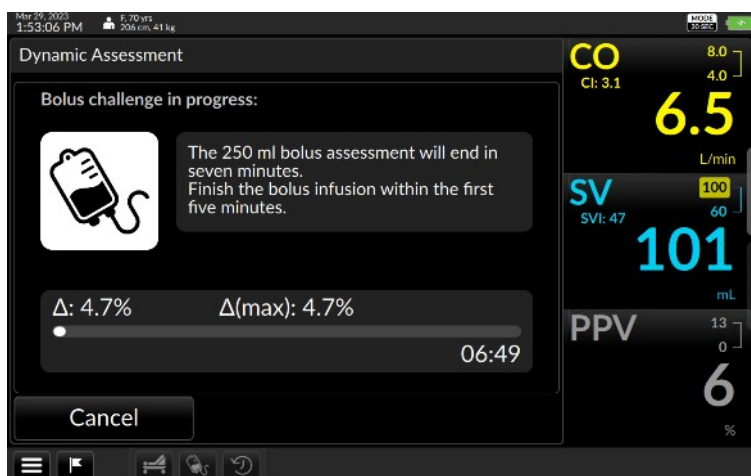 Mar 29, 2023
1:53:06 PM
F, 70 yrs
206 cm, 41 kg
MODE
20 SEC
Dynamic Assessment
Bolus challenge in progress:
The 250 ml bolus assessment will end in
seven minutes.
Finish the bolus infusion within the first
five minutes.
Δ: 4.7%
Δ(max): 4.7%
06:49
Cancel
CO
CI: 3.1
8.0
4.0
6.5
L/min
SV
SVI: 47
100
60
101
mL
PPV
13
0
6
%